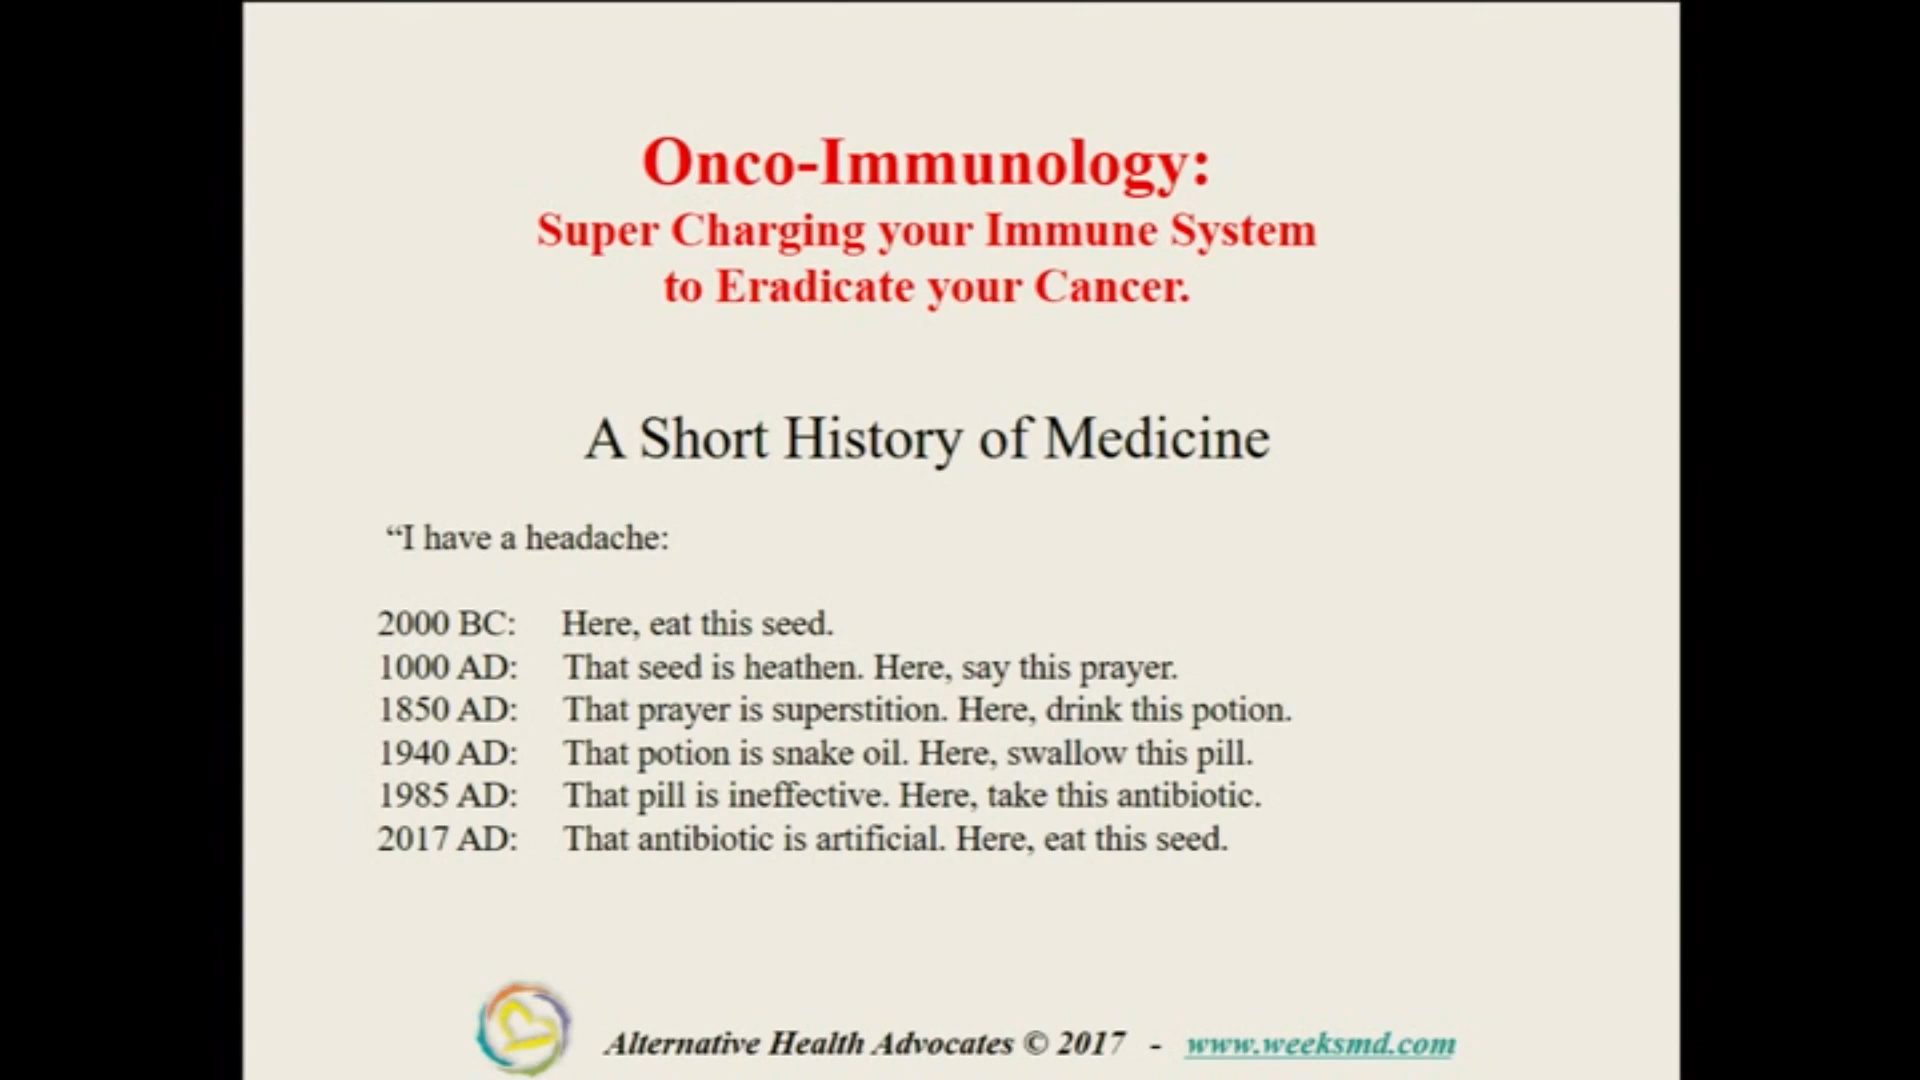 Onco-Immunology:
Super Charging your Immune System
to Eradicate your Cancer.
A Short History of Medicine
“I have a headache:
2000 BC: Here, eat this seed.
1000 AD: That seed is heathen. Here, say this prayer.
1850 AD: That prayer is superstition. Here, drink this potion.
1940 AD: That potion is snake oil. Here, swallow this pill.
1985 AD: That pill is ineffective. Here, take this antibiotic.
2017 AD: That antibiotic is artificial. Here, eat this seed.
Alternative Health Advocates © 2017 - www.weeksmd.com